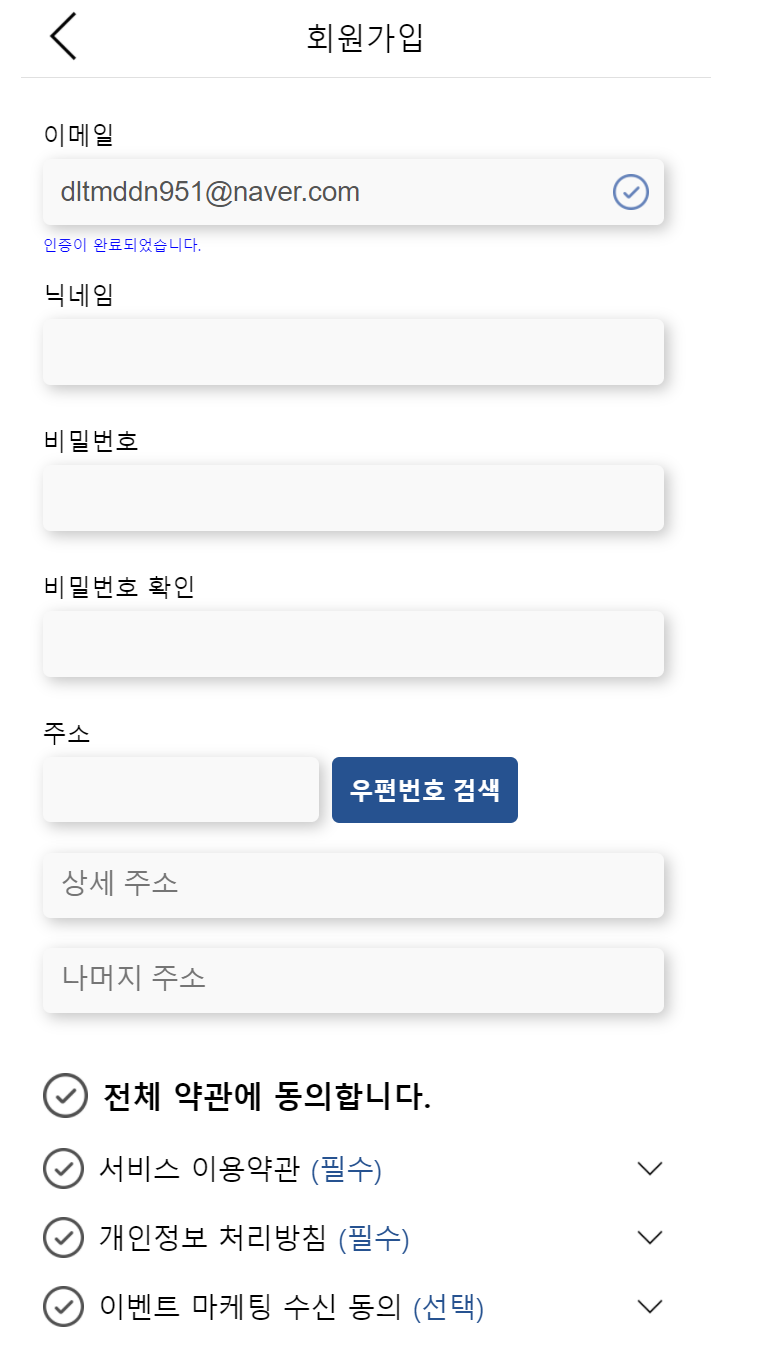 회원가입
이메일
dltmddn951@naver.com
인증이 완료되었습니다.
닉네임
비밀번호
비밀번호 확인
주소
우편번호 검색
상세 주소
나머지 주소
전체 약관에 동의합니다.
서비스 이용약관 (필수)
개인정보 처리방침 (필수)
이벤트 마케팅 수신 동의 (선택)